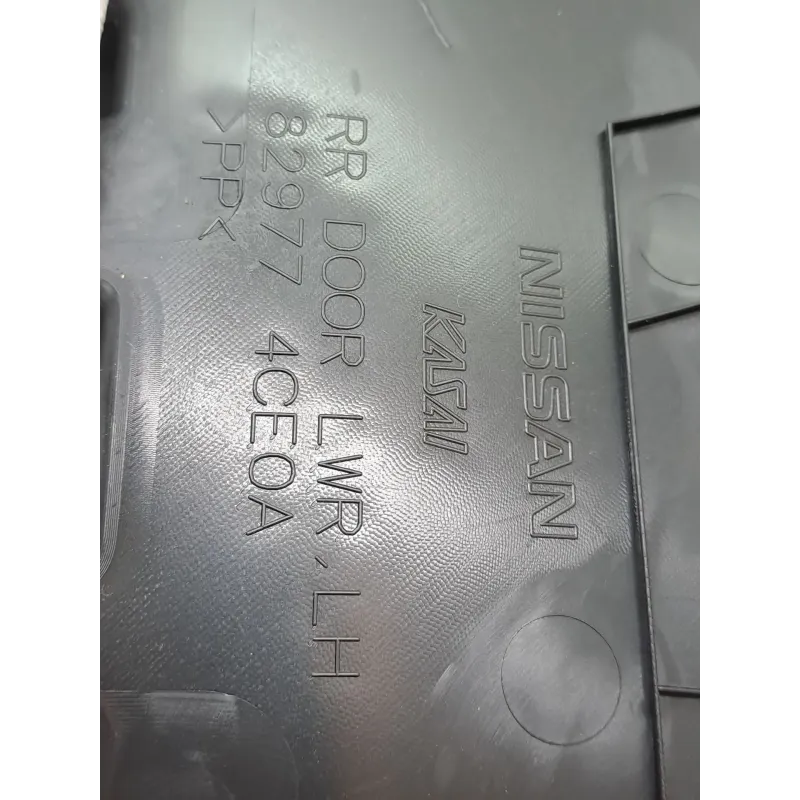 NISSAN
KASAI
RR DOOR LWR,LH
82977 4CE0A
>PP<